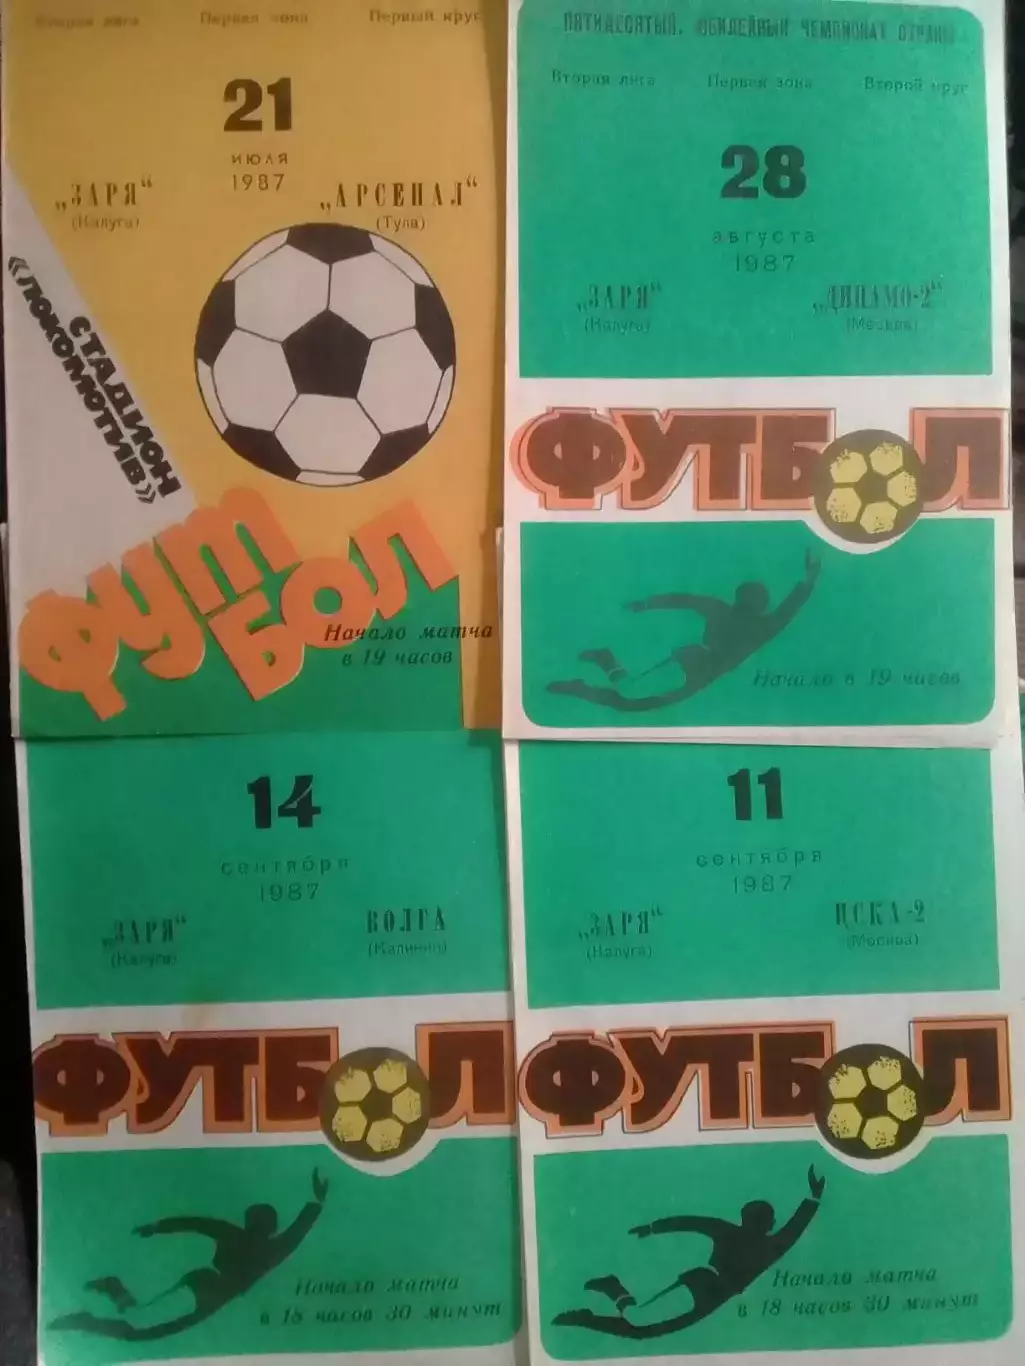 Вторая лига Первая зона Первый круг
21
июля
1987
„ЗАРЯ“ „АРСЕНАЛ“
(Калуга) (Тула)
СТАДИОН
«ЛОКОМОТИВ»
ФУТ
БОЛ
Начало матча
в 19 часов
ПЯТИДЕСЯТЫЙ, ЮБИЛЕЙНЫЙ ЧЕМПИОНАТ СТРАНЫ
Вторая лига Первая зона Второй круг
28
августа
1987
„ЗАРЯ“ „ДИНАМО-2“
(Калуга) (Москва)
ФУТБОЛ
Начало в 19 часов
14
сентября
1987
„ЗАРЯ“ ВОЛГА
(Калуга) (Калинин)
ФУТБОЛ
Начало матча
в 18 часов 30 минут
11
сентября
1987
„ЗАРЯ“ ЦСКА-2
(Калуга) (Москва)
ФУТБОЛ
Начало матча
в 18 часов 30 минут